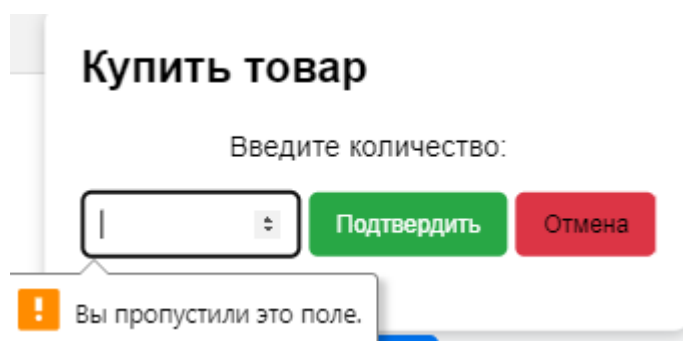 Купить товар
Введите количество:
Подтвердить Отмена
Вы пропустили это поле.